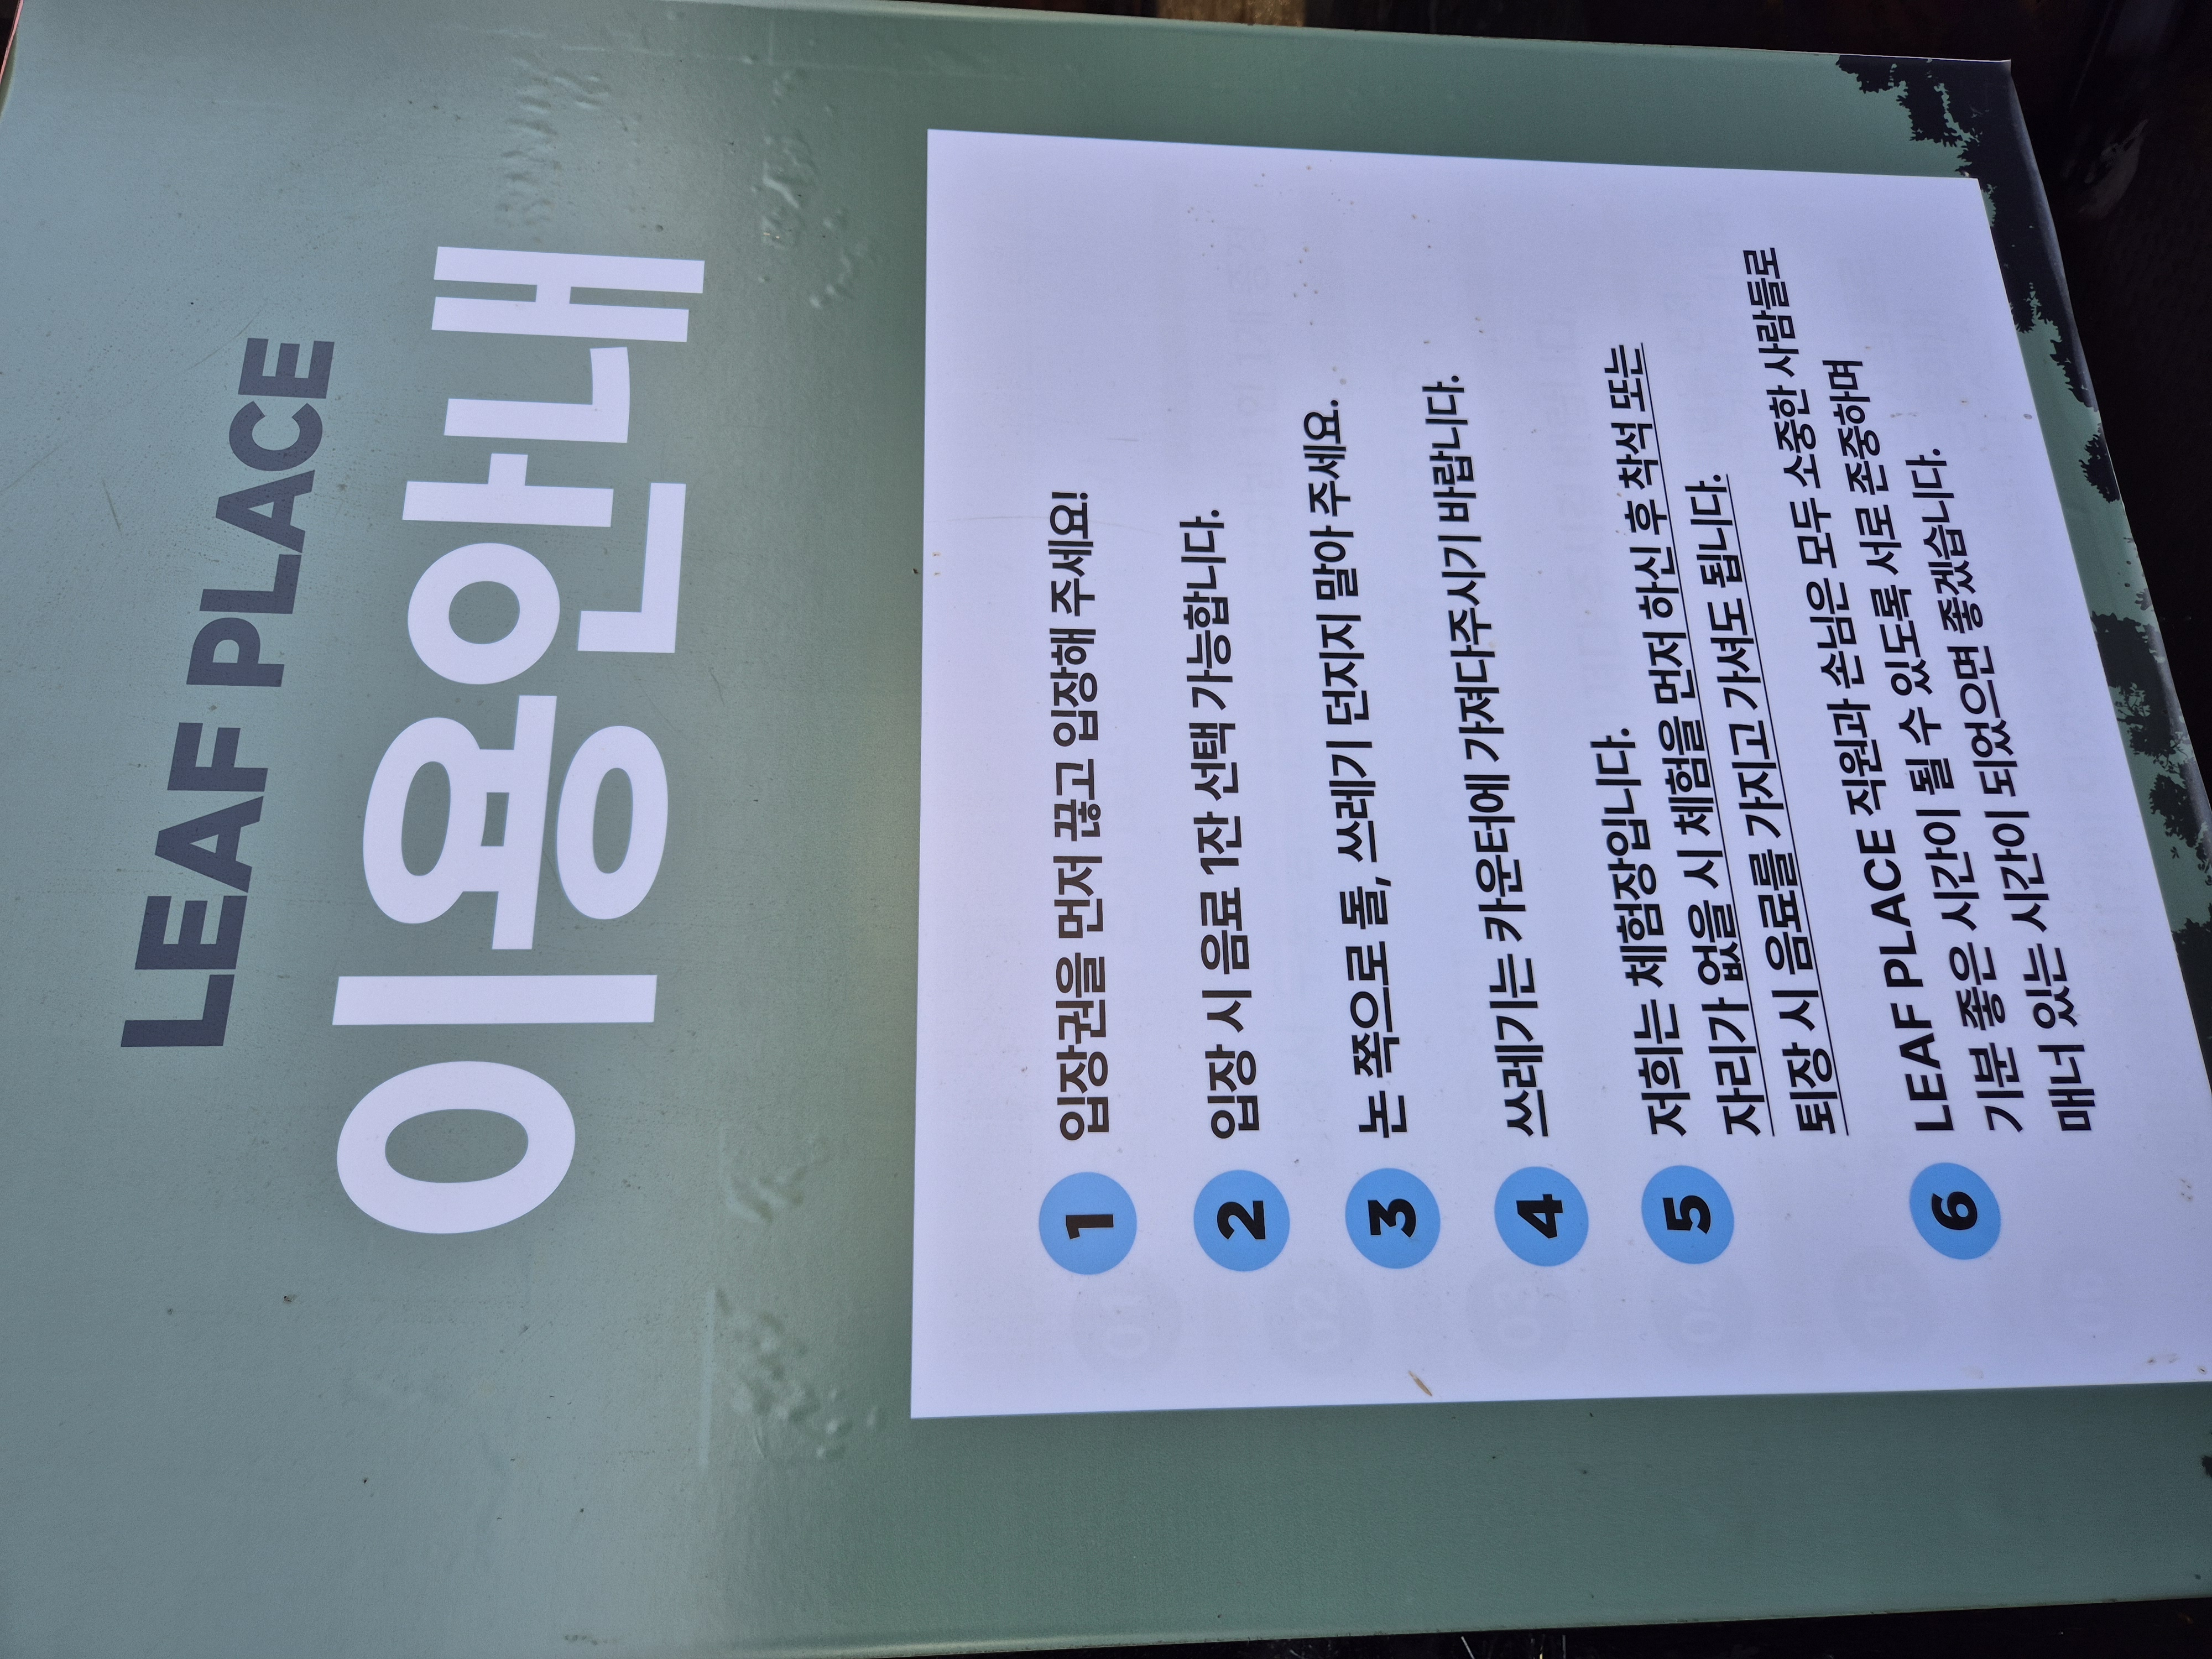 LEAF PLACE
이용안내
1 입장권을 먼저 끊고 입장해 주세요!
2 입장 시 음료 1잔 선택 가능합니다.
3 논 쪽으로 돌, 쓰레기 던지지 말아 주세요.
4 쓰레기는 카운터에 가져다주시기 바랍니다.
5 저희는 체험장입니다.
자리가 없을 시 체험을 먼저 하신 후 착석 또는
퇴장 시 음료를 가지고 가셔도 됩니다.
6 LEAF PLACE 직원과 손님은 모두 소중한 사람들로
기분 좋은 시간이 될 수 있도록 서로 존중하며
매너 있는 시간이 되었으면 좋겠습니다.